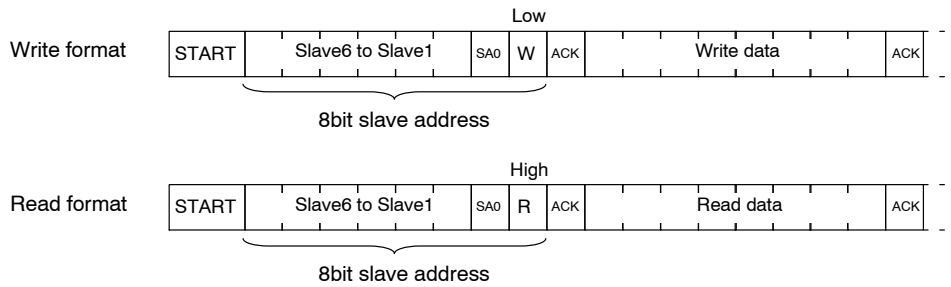 Low
Write format START Slave6 to Slave1 SA0 W ACK Write data ACK
8bit slave address
High
Read format START Slave6 to Slave1 SA0 R ACK Read data ACK
8bit slave address